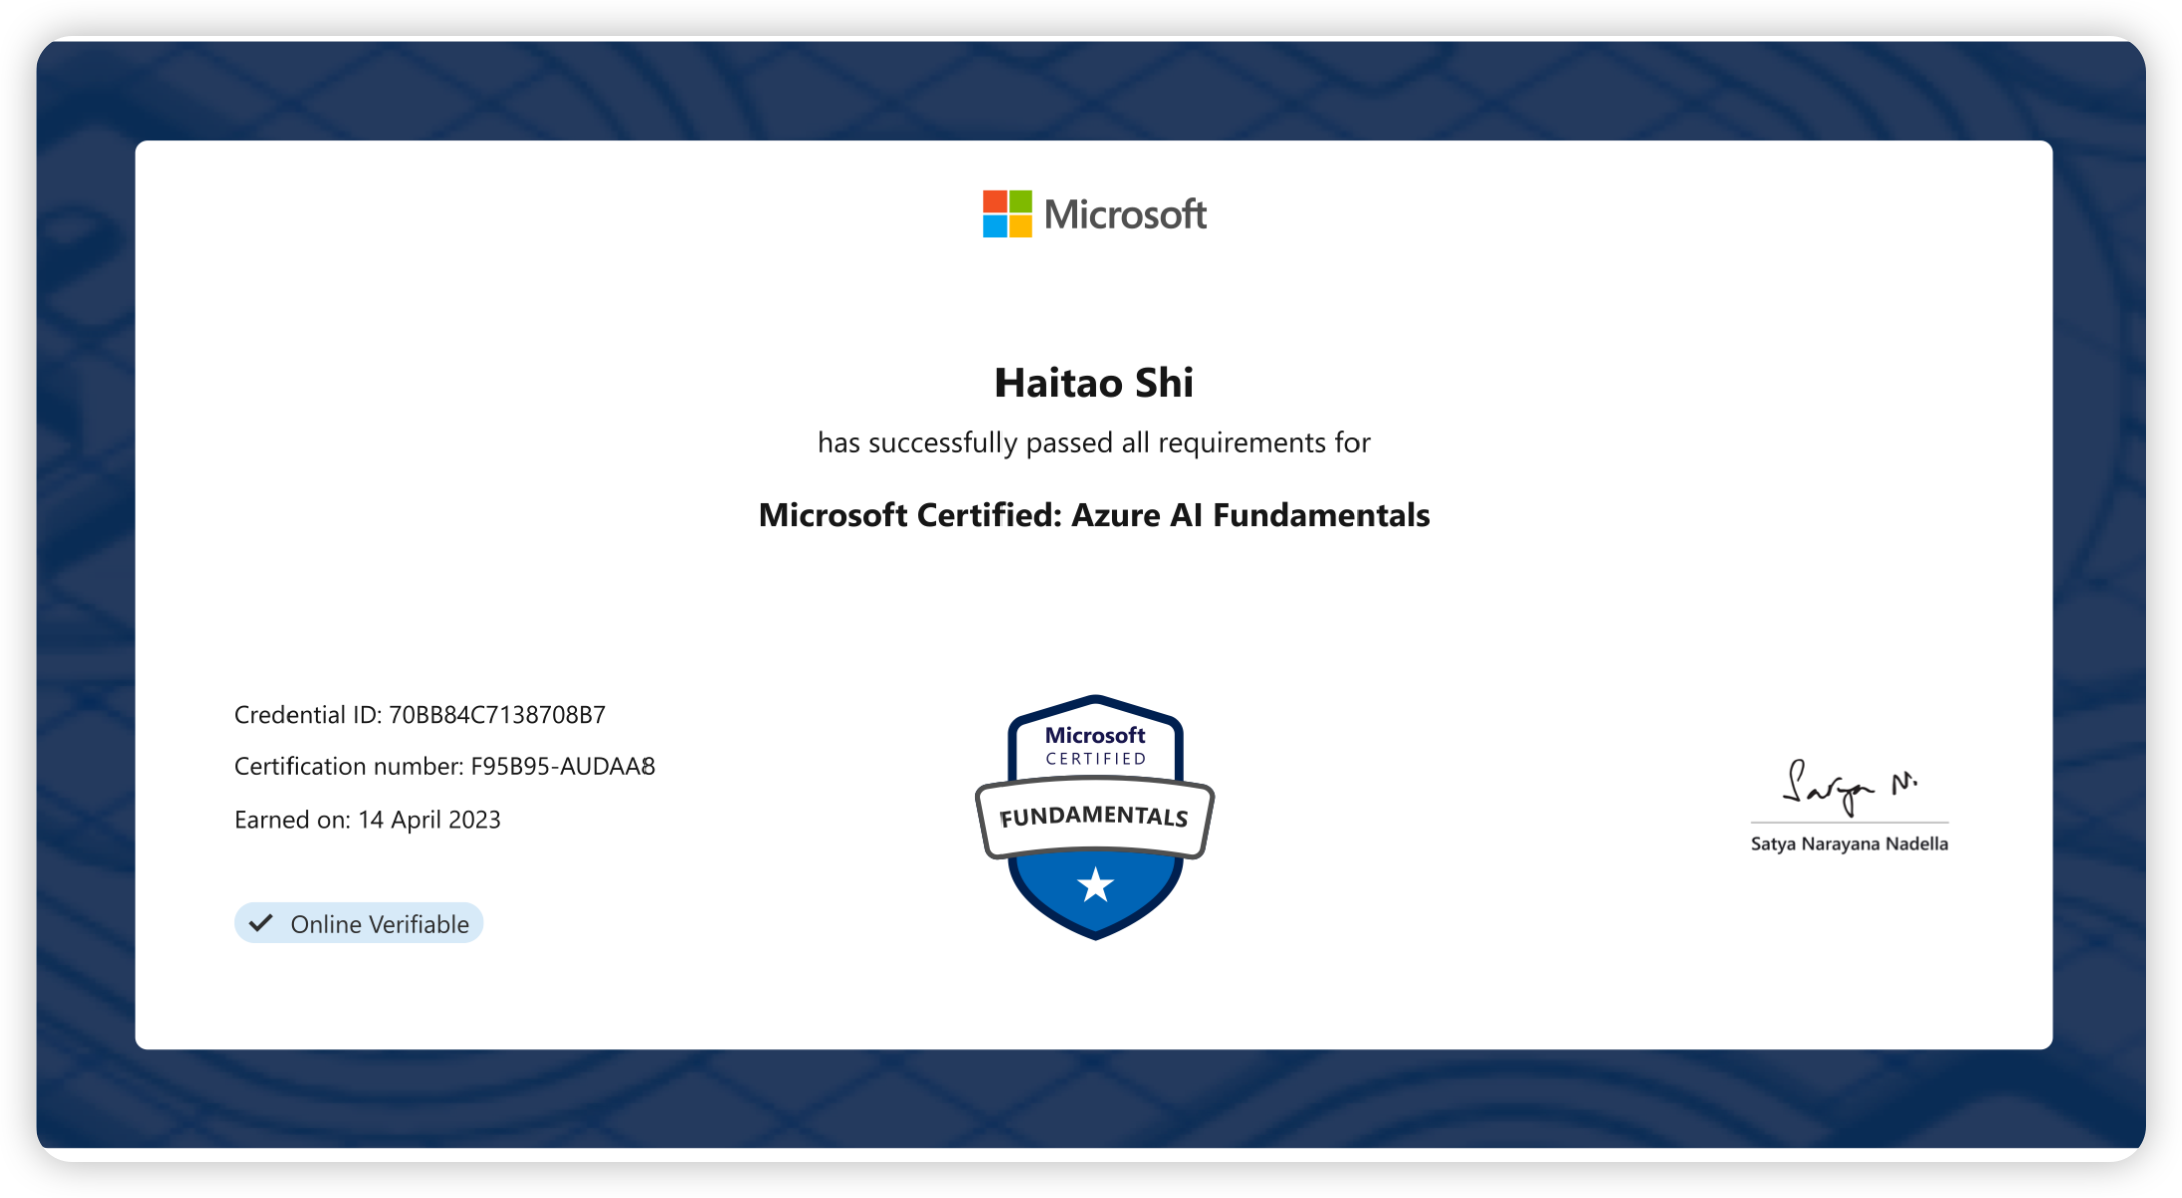 Microsoft
Haitao Shi
has successfully passed all requirements for
Microsoft Certified: Azure AI Fundamentals
Credential ID: 70BB84C7138708B7
Certification number: F95B95-AUDAA8
Earned on: 14 April 2023
Online Verifiable
Microsoft
CERTIFIED
FUNDAMENTALS
Satya N.
Satya Narayana Nadella